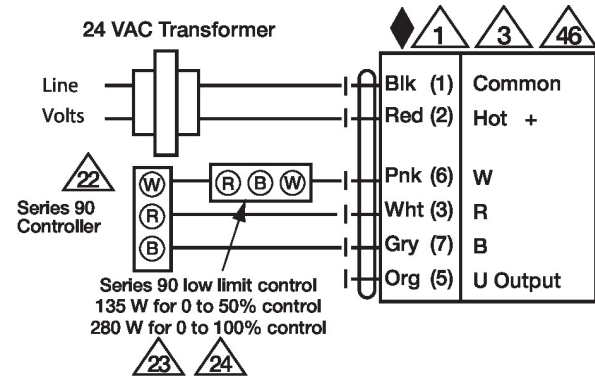 24 VAC Transformer
1 3 46
Line
Volts
Blk (1) Common
Red (2) Hot +
22
Series 90
Controller
W
R
B
R B W
Pnk (6) W
Wht (3) R
Gry (7) B
Org (5) U Output
Series 90 low limit control
135 W for 0 to 50% control
280 W for 0 to 100% control
23 24